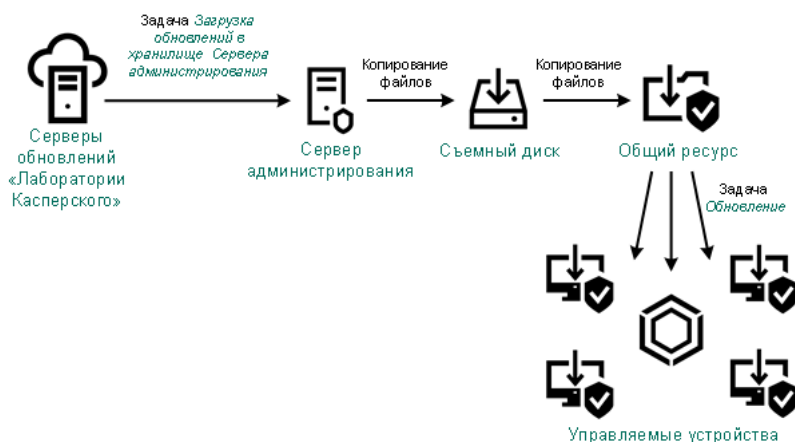 Задача Загрузка
обновлений в
хранилище Сервера
администрирования
Копирование
файлов
Копирование
файлов
Серверы
обновлений
«Лаборатории
Касперского»
Сервер
администрирования
Съемный диск
Общий ресурс
Задача
Обновление
Управляемые устройства